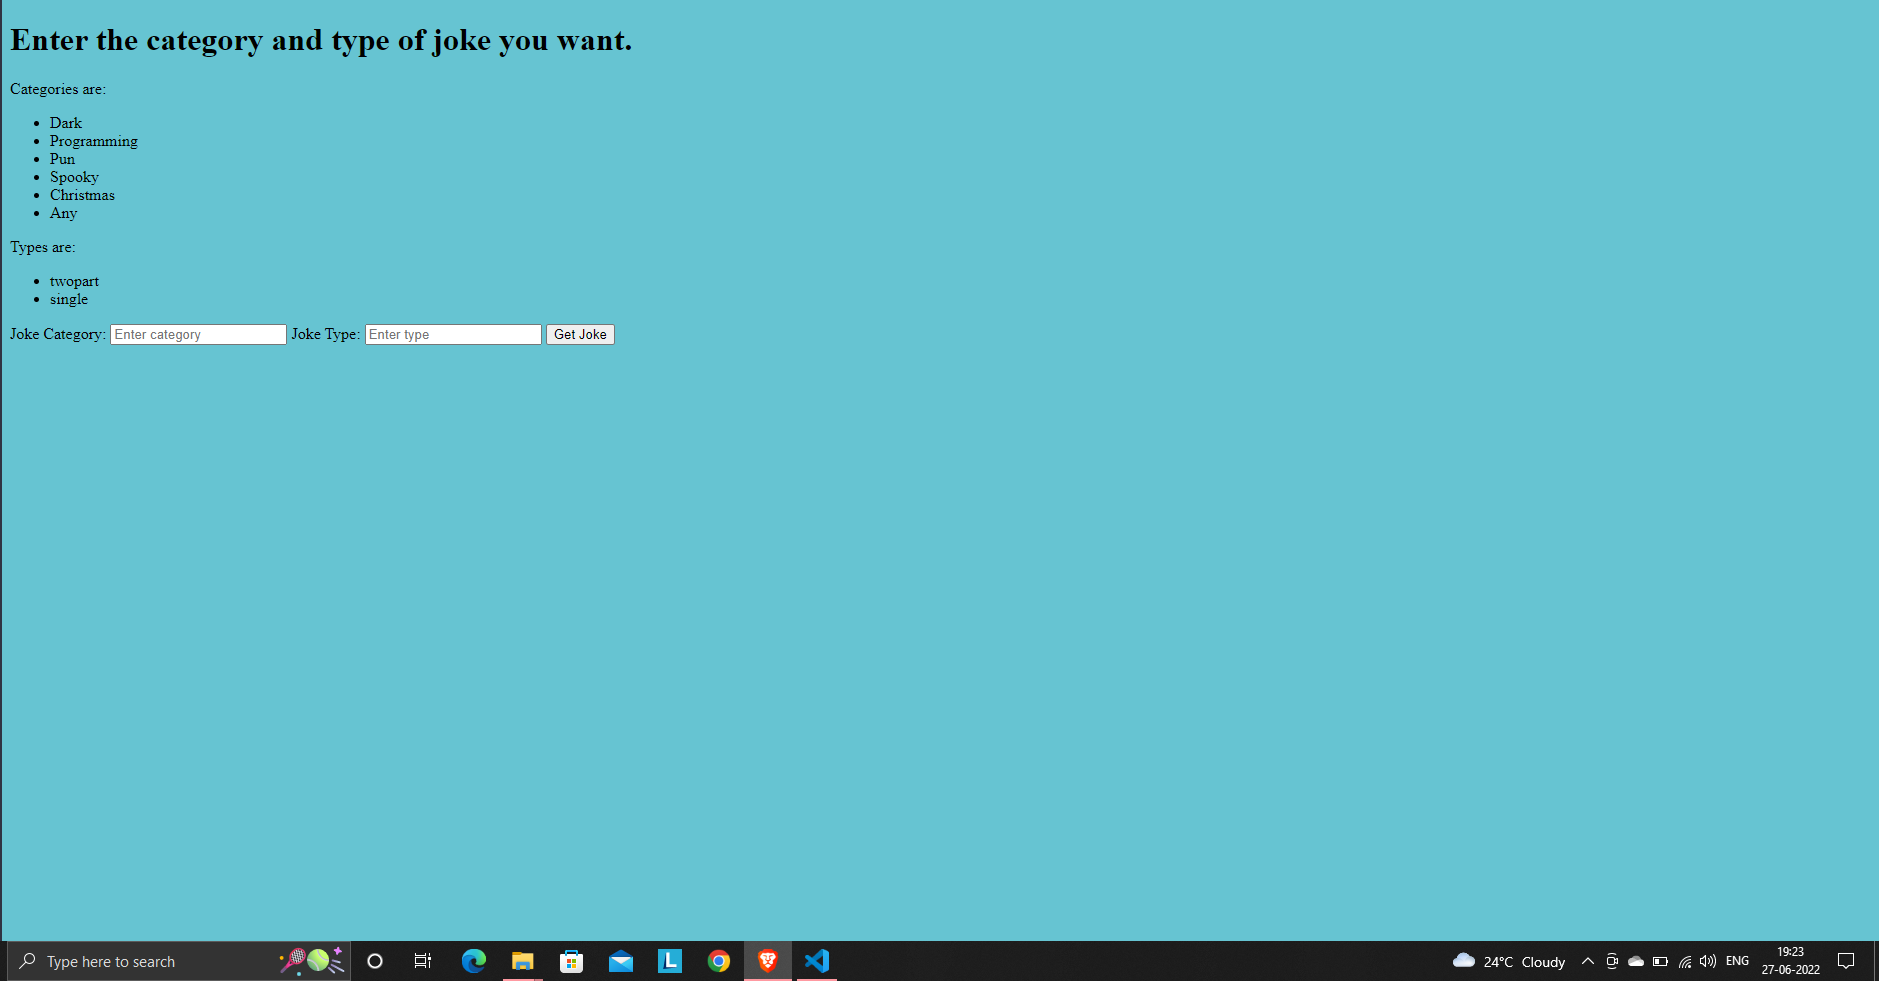 Enter the category and type of joke you want.
Categories are:
Dark
Programming
Pun
Spooky
Christmas
Any
Types are:
twopart
single
Joke Category: Enter category Joke Type: Enter type Get Joke
Type here to search
L
24°C Cloudy
ENG
19:23
27-06-2022